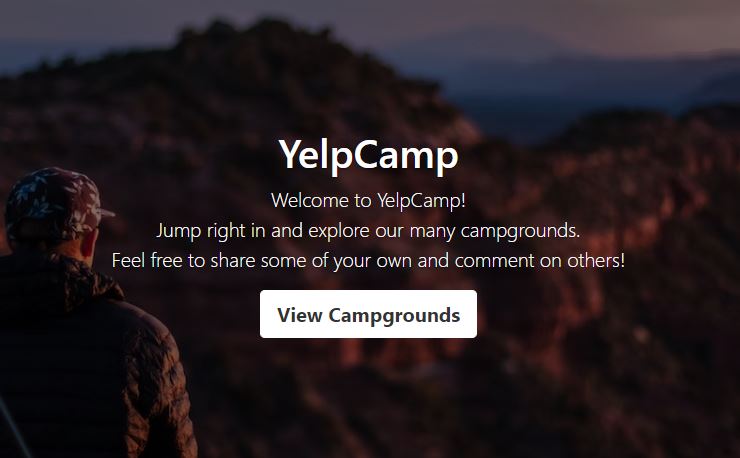 YelpCamp
Welcome to YelpCamp!
Jump right in and explore our many campgrounds.
Feel free to share some of your own and comment on others!
View Campgrounds